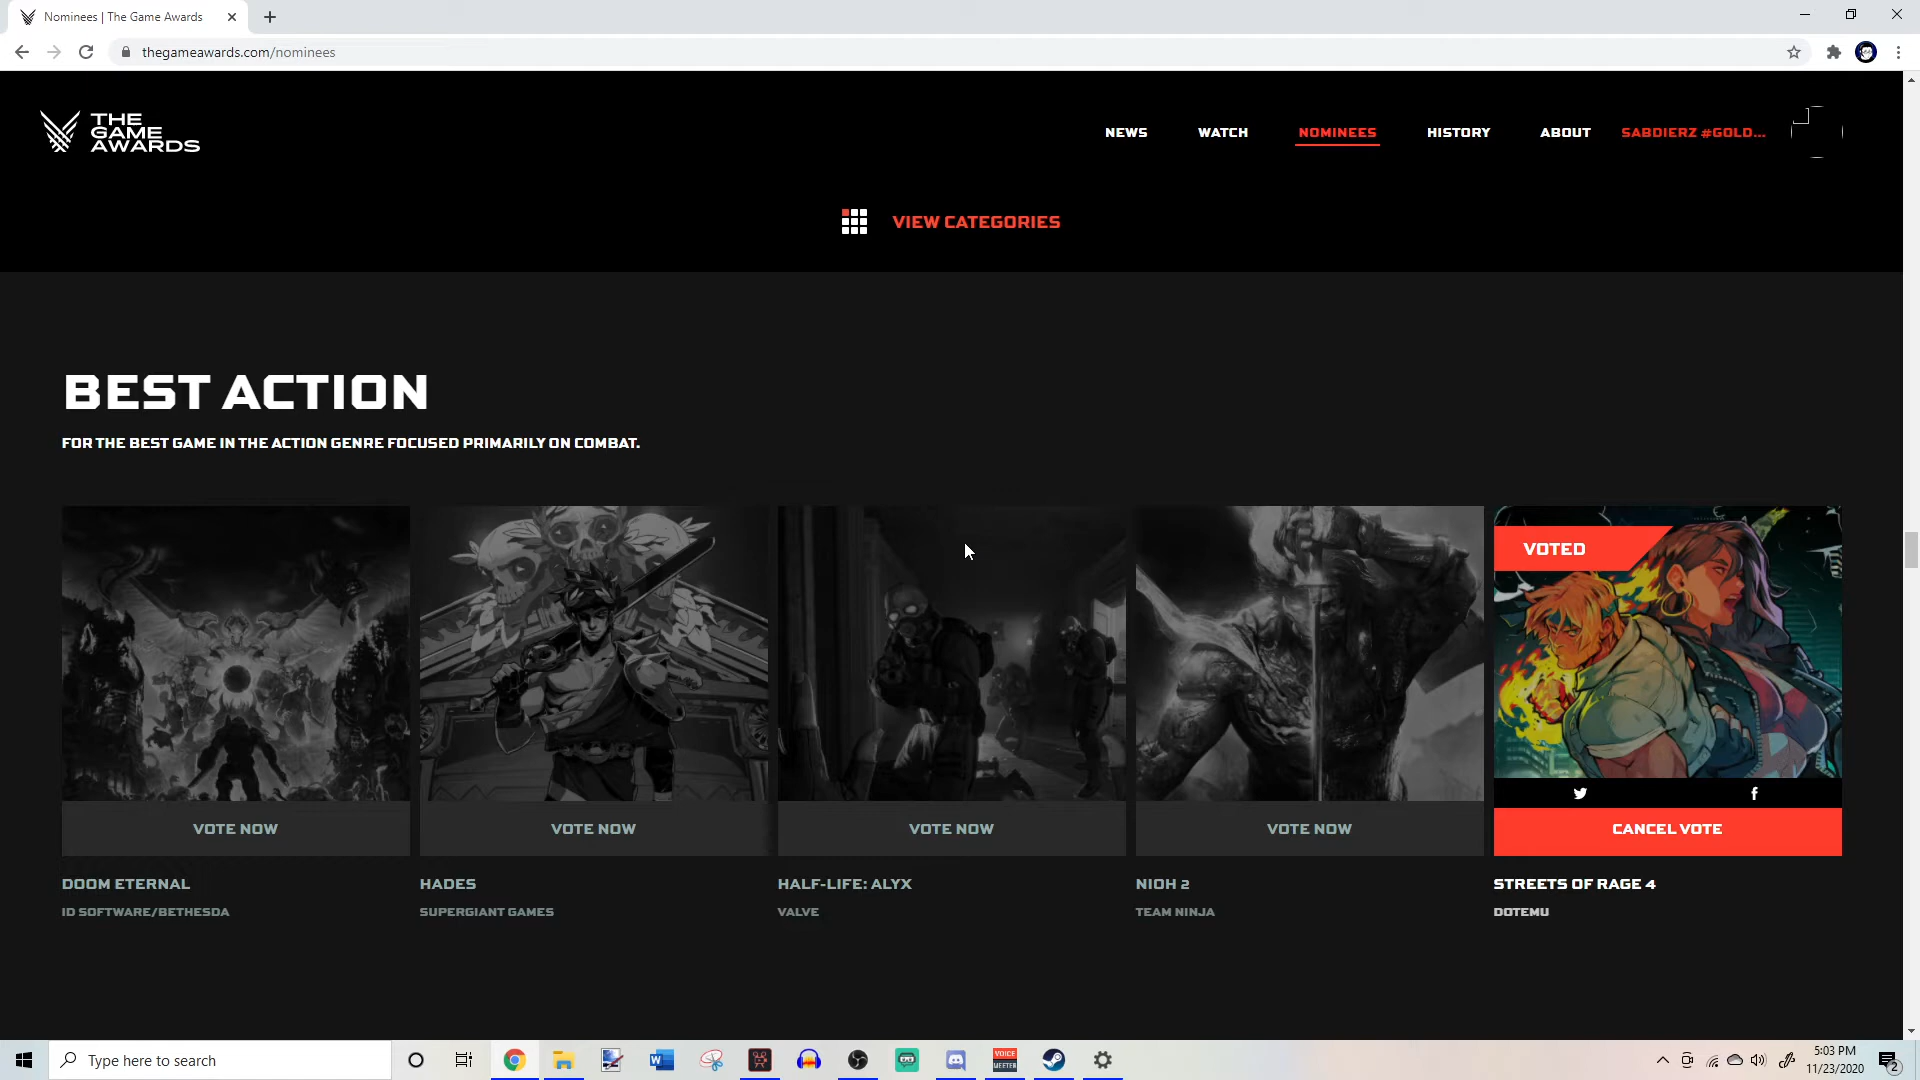 Nominees | The Game Awards
thegameawards.com/nominees
THE
GAME
AWARDS
NEWS
WATCH
NOMINEES
HISTORY
ABOUT
SABDIERZ #GOLD...
VIEW CATEGORIES
BEST ACTION
FOR THE BEST GAME IN THE ACTION GENRE FOCUSED PRIMARILY ON COMBAT.
VOTED
VOTE NOW
VOTE NOW
VOTE NOW
VOTE NOW
CANCEL VOTE
DOOM ETERNAL
ID SOFTWARE/BETHESDA
HADES
SUPERGIANT GAMES
HALF-LIFE: ALYX
VALVE
NIOH 2
TEAM NINJA
STREETS OF RAGE 4
DOTEMU
Type here to search
VOICE
MEETER
5:03 PM
11/23/2020
2